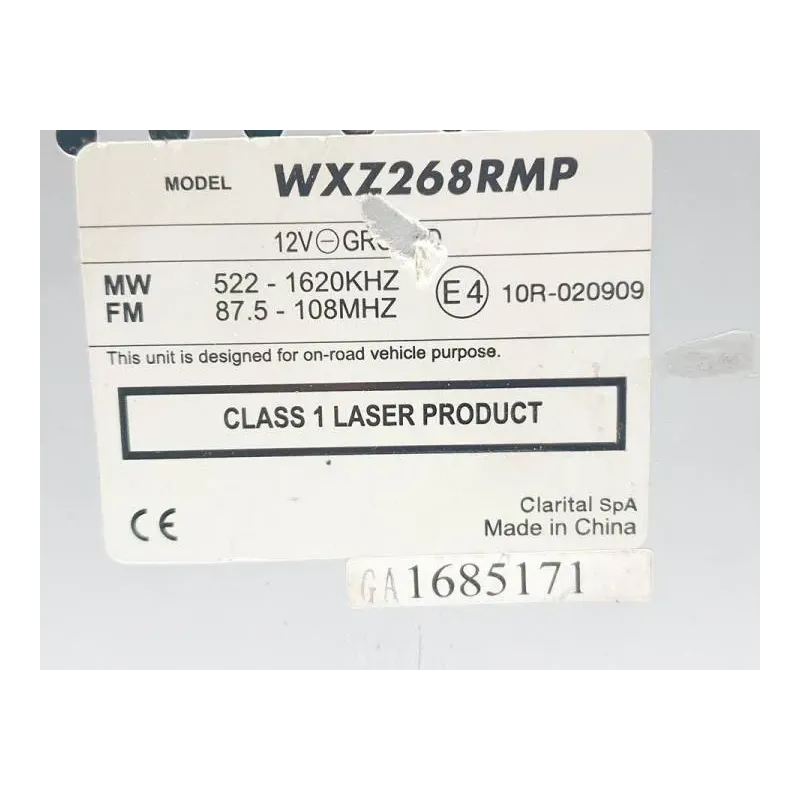 MODEL WXZ268RMP
12V⊖
MW 522 - 1620KHZ
FM 87.5 - 108MHZ
E4 10R-020909
This unit is designed for on-road vehicle purpose.
CLASS 1 LASER PRODUCT
CE
Clarital SpA
Made in China
GA1685171